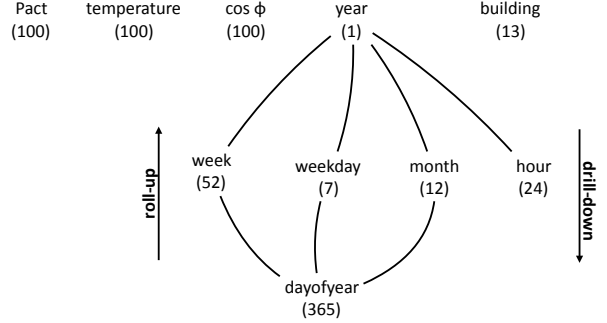 Pact temperature cos ϕ year building
(100) (100) (100) (1) (13)
roll-up
week weekday month hour
(52) (7) (12) (24)
drill-down
dayofyear
(365)